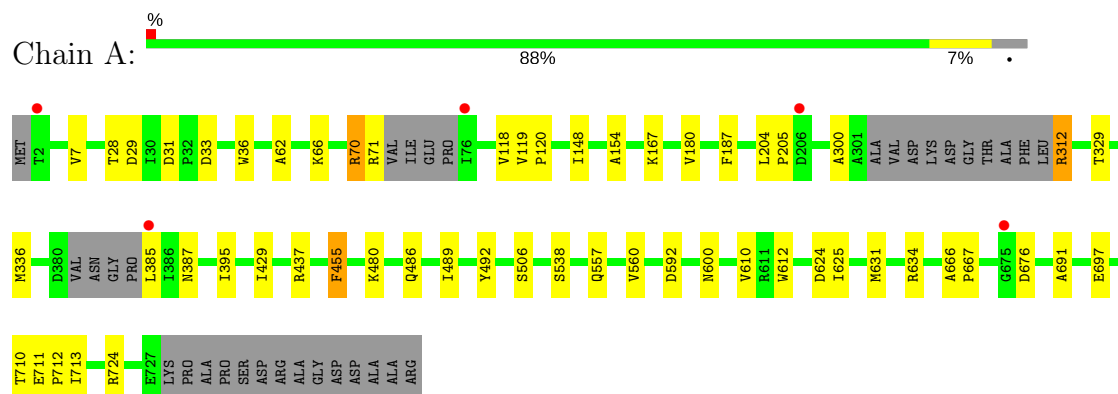 %
Chain A:
88% 7% •
MET T2 V7 T28 D29 I30 D31 P32 D33 W36 A62 K66 R70 R71 VAL ILE GLU PRO I76 V118 V119 P120 I148 A154 K167 V180 F187 L204 P205 D206 A300 A301 ALA VAL ASP LYS ASP GLY THR ALA PHE LEU R312 T329
M336 D380 VAL ASN GLY PRO L385 I386 N387 I395 I429 R437 F455 K480 Q486 I489 Y492 S506 S538 Q557 V560 D592 N600 V610 R611 W612 D624 I625 M631 R634 A666 P667 G675 D676 A691 E697
T710 E711 P712 I713 R724 E727 LYS PRO ALA PRO SER ASP ARG ALA GLY ASP ASP ALA ALA ARG